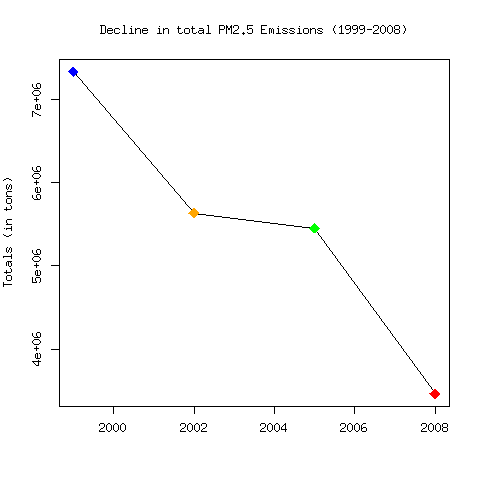 Decline in total PM2.5 Emissions (1999-2008)
Totals (in tons)
7e+06
6e+06
5e+06
4e+06
2000 2002 2004 2006 2008